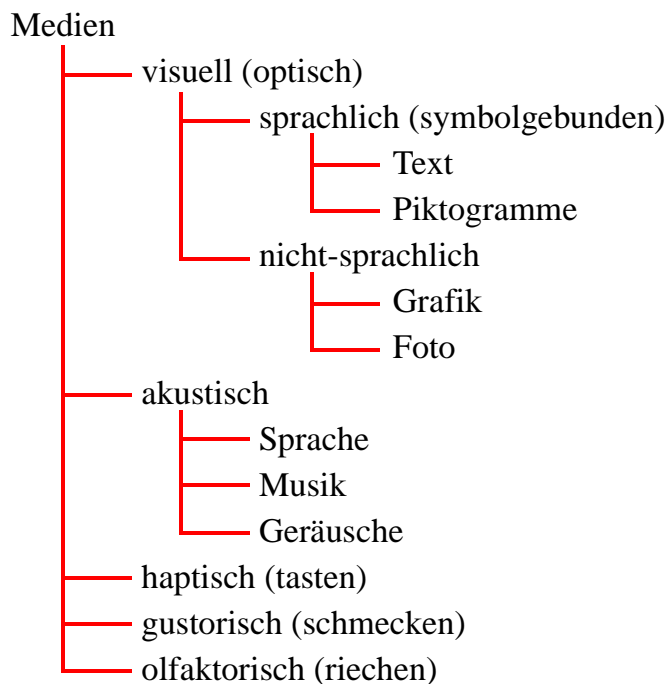 Medien
visuell (optisch)
sprachlich (symbolgebunden)
Text
Piktogramme
nicht-sprachlich
Grafik
Foto
akustisch
Sprache
Musik
Geräusche
haptisch (tasten)
gustorisch (schmecken)
olfaktorisch (riechen)